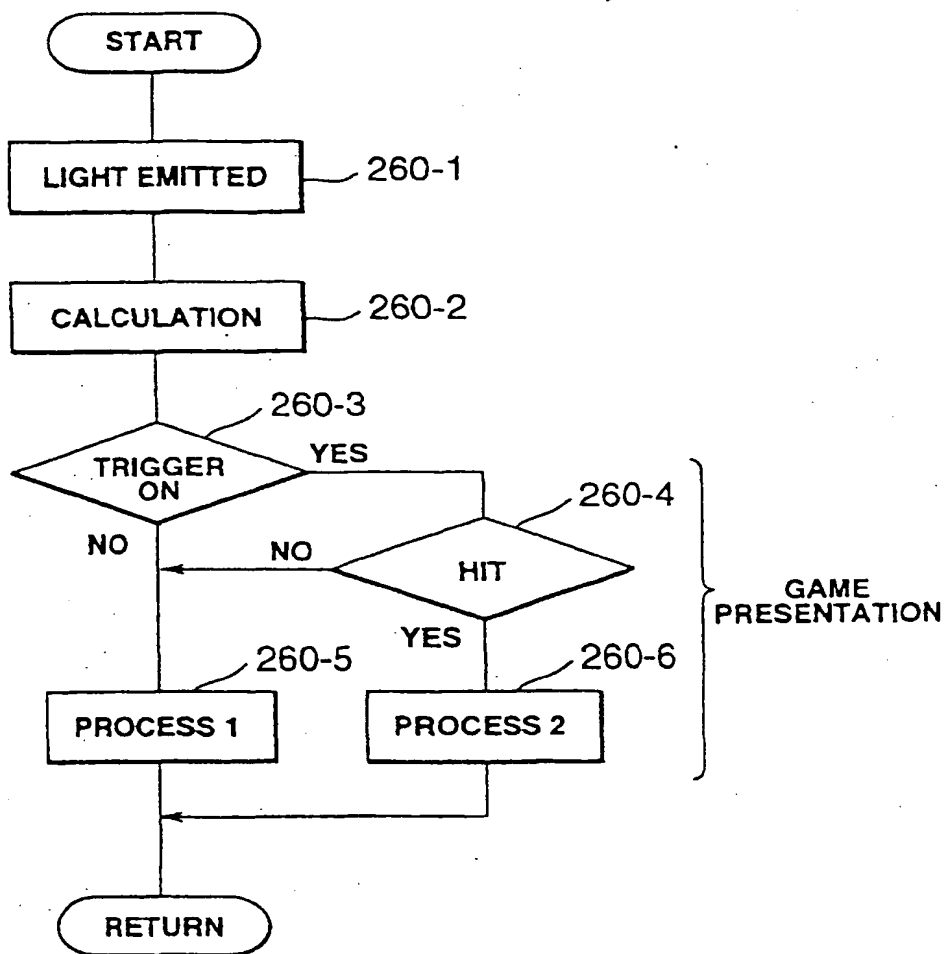 START
LIGHT EMITTED
260-1
CALCULATION
260-2
260-3
TRIGGER
ON
YES
NO
260-4
HIT
NO
YES
GAME
PRESENTATION
260-5
PROCESS 1
260-6
PROCESS 2
RETURN